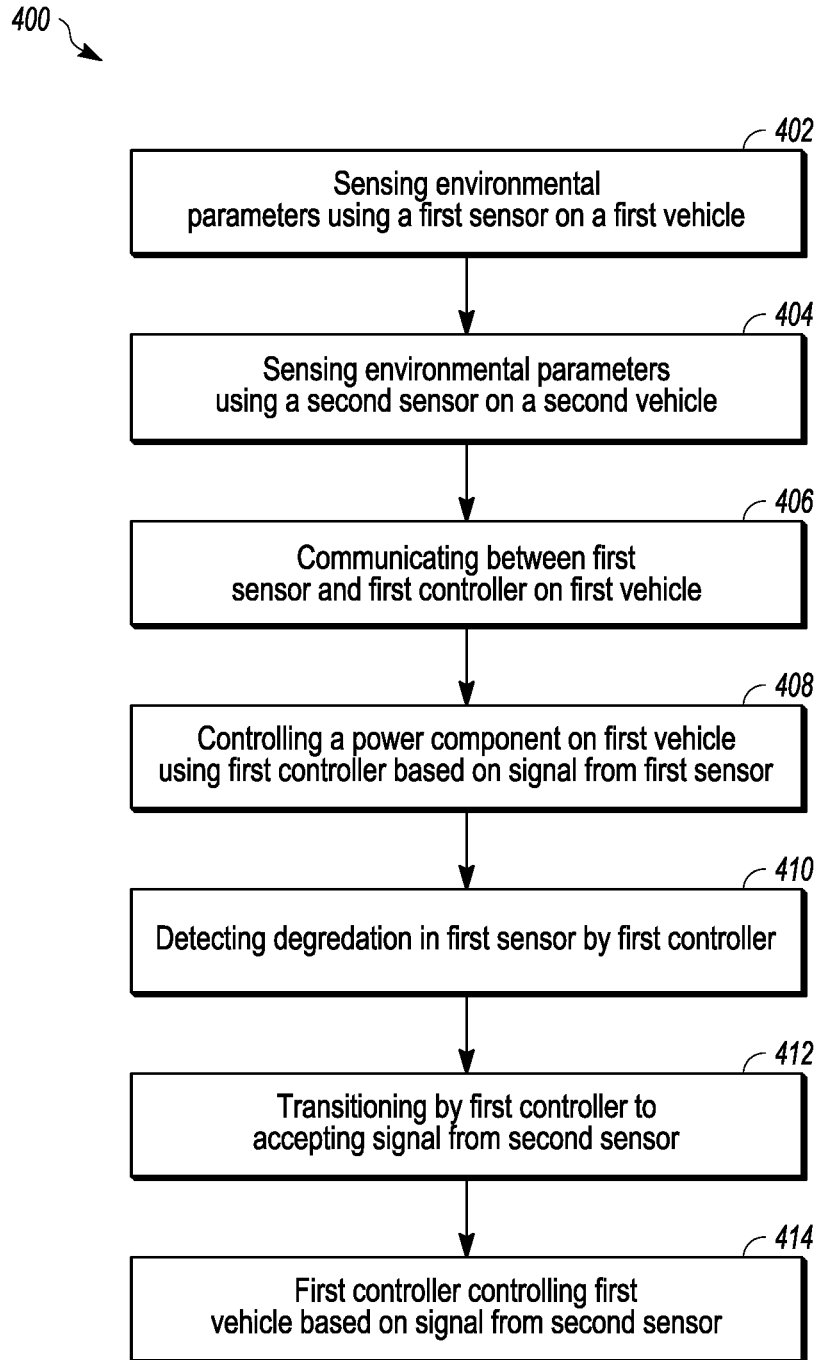 400
402
Sensing environmental
parameters using a first sensor on a first vehicle
404
Sensing environmental parameters
using a second sensor on a second vehicle
406
Communicating between first
sensor and first controller on first vehicle
408
Controlling a power component on first vehicle
using first controller based on signal from first sensor
410
Detecting degredation in first sensor by first controller
412
Transitioning by first controller to
accepting signal from second sensor
414
First controller controlling first
vehicle based on signal from second sensor